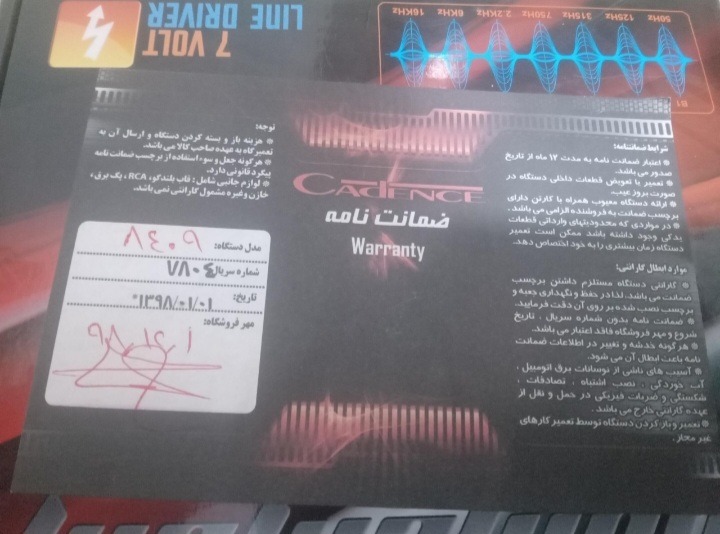 7 VOLT
LINE DRIVER
50Hz 125Hz 315Hz 750Hz 2.2KHz 6KHz 16KHz
81
شرایط ضمانتنامه:
※ اعتبار ضمانت نامه به مدت ۱۲ ماه از تاریخ
صدور می باشد.
※ تعمیر یا تعویض قطعات داخلی دستگاه در
صورت بروز عیب.
※ ارائه دستگاه معیوب همراه با کارتن دارای
برچسب ضمانت به فروشنده الزامی می باشد.
※ در مواردی که محدودیتهای وارداتی قطعات
یدکی وجود داشته باشد ممکن است تعمیر
دستگاه زمان بیشتری را به خود اختصاص دهد.
موارد ابطال گارانتی:
※ گارانتی دستگاه مستلزم داشتن برچسب
ضمانت می باشد. لذا در حفظ و نگهداری جعبه و
برچسب نصب شده بر روی آن دقت فرمایید.
※ ضمانت نامه بدون شماره سریال ، تاریخ
شروع و مهر فروشگاه فاقد اعتبار می باشد.
※ هرگونه خدشه و تغییر در اطلاعات ضمانت
نامه باعث ابطال آن می شود.
※ آسیب های ناشی از نوسانات برق اتومبیل ،
آب خوردگی ، نصب اشتباه ، تصادفات ،
شکستگی و ضربات فیزیکی در حمل و نقل از
عهده گارانتی خارج می باشد.
※ تعمیر و باز کردن دستگاه توسط تعمیر کارهای
غیر مجاز.
CADENCE
ضمانت نامه
Warranty
توجه:
※ هزینه باز و بسته کردن دستگاه و ارسال آن به
تعمیرگاه به عهده صاحب کالا می باشد.
※ هرگونه جعل و سوء استفاده از برچسب ضمانت نامه
پیگرد قانونی دارد.
※ لوازم جانبی شامل : قاب بلندگو، RCA ، پک برق ،
خازن و غیره مشمول گارانتی نمی باشد.
مدل دستگاه: ۸۴۰۹
شماره سریال: ۷۸۰۴
تاریخ: ۱۳۹۸/۰۱/۰۱
مهر فروشگاه: